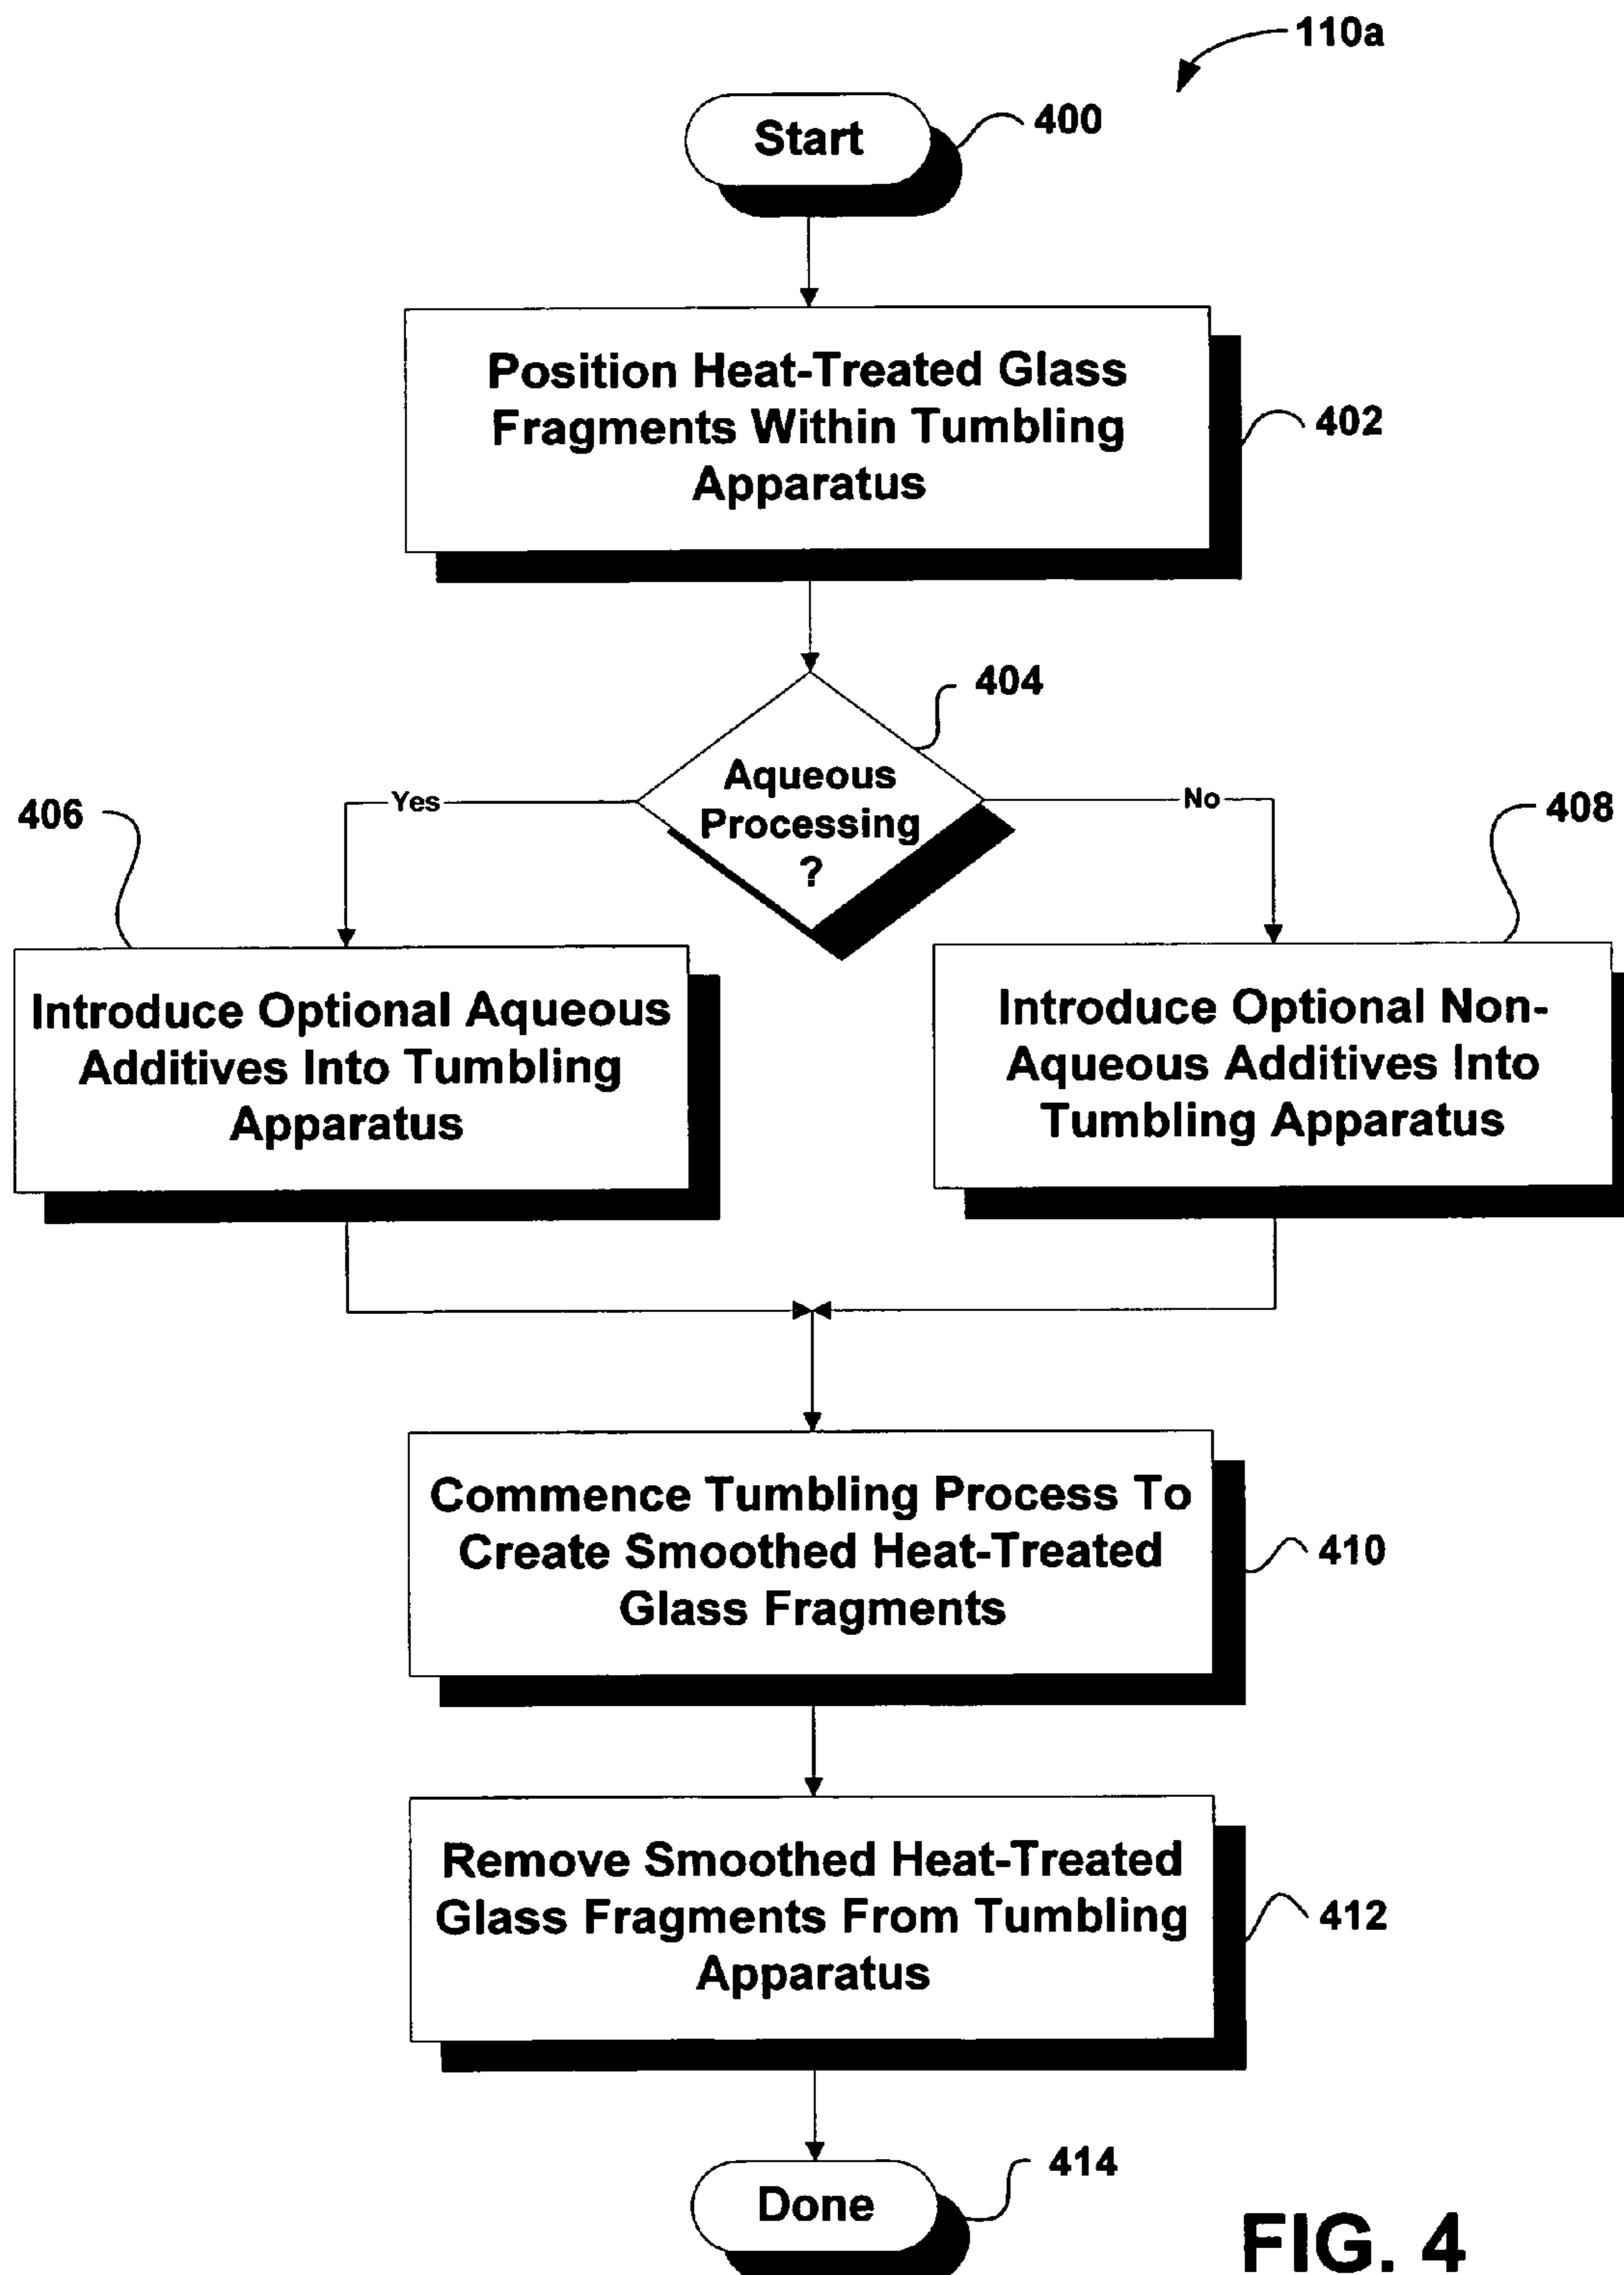 110a
Start
400
Position Heat-Treated Glass
Fragments Within Tumbling
Apparatus
402
404
Aqueous
Processing
?
Yes
No
406
408
Introduce Optional Aqueous
Additives Into Tumbling
Apparatus
Introduce Optional Non-
Aqueous Additives Into
Tumbling Apparatus
Commence Tumbling Process To
Create Smoothed Heat-Treated
Glass Fragments
410
Remove Smoothed Heat-Treated
Glass Fragments From Tumbling
Apparatus
412
Done
414
FIG. 4